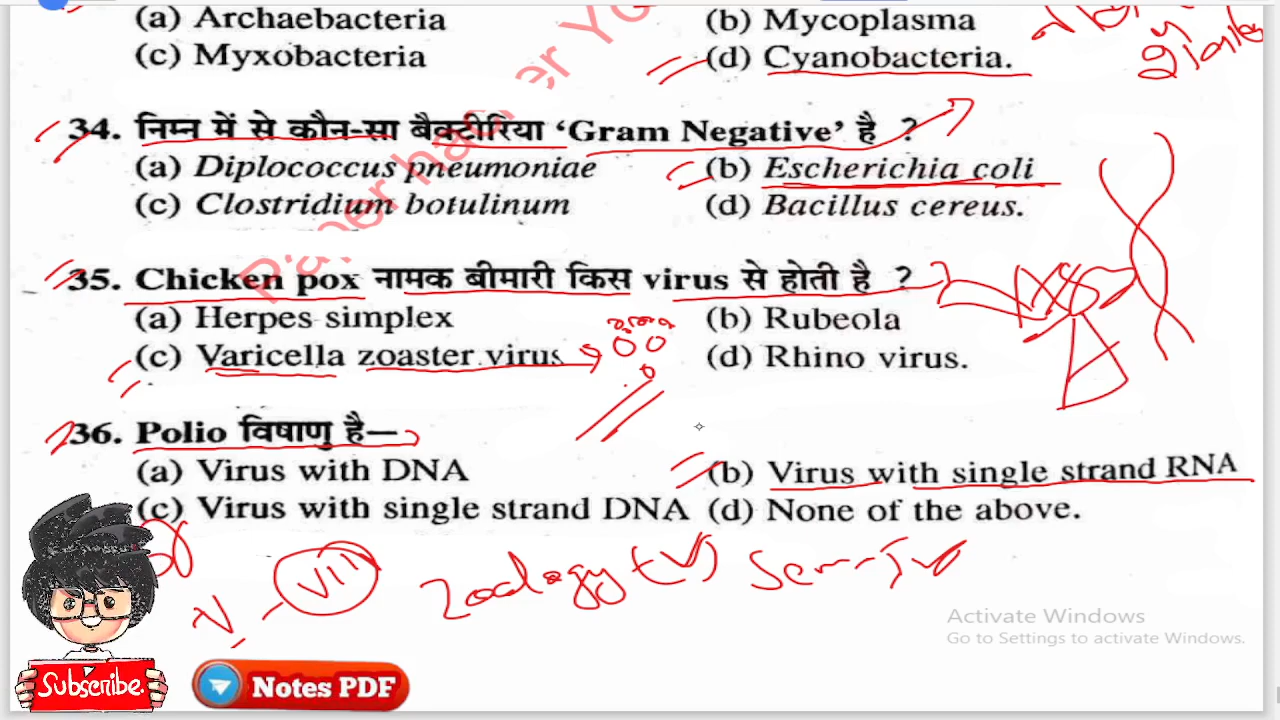 (a) Archaebacteria (b) Mycoplasma
(c) Myxobacteria (d) Cyanobacteria.
34. निम्न में से कौन-सा बैक्टीरिया ‘Gram Negative’ है ?
(a) Diplococcus pneumoniae (b) Escherichia coli
(c) Clostridium botulinum (d) Bacillus cereus.
35. Chicken pox नामक बीमारी किस virus से होती है ?
(a) Herpes simplex (b) Rubeola
(c) Varicella zoaster virus (d) Rhino virus.
36. Polio विषाणु है—
(a) Virus with DNA (b) Virus with single strand RNA
(c) Virus with single strand DNA (d) None of the above.
V - VII Zoology (V) Sem-
Activate Windows
Go to Settings to activate Windows.
Subscribe.
Notes PDF